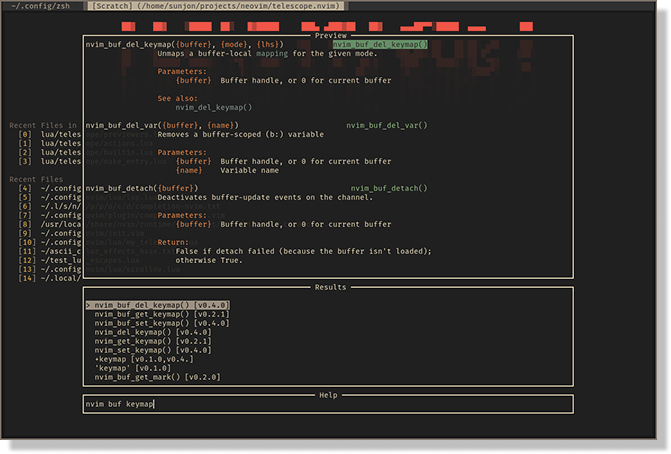 ~/.config/zsh [Scratch] (/home/sunjon/projects/neovim/telescope.nvim)
Preview
nvim_buf_del_keymap({buffer}, {mode}, {lhs}) nvim_buf_del_keymap()
Unmaps a buffer-local mapping for the given mode.
Parameters:
{buffer} Buffer handle, or 0 for current buffer
See also:
nvim_del_keymap()
nvim_buf_del_var({buffer}, {name}) nvim_buf_del_var()
Removes a buffer-scoped (b:) variable
Parameters:
{buffer} Buffer handle, or 0 for current buffer
{name} Variable name
nvim_buf_detach({buffer}) nvim_buf_detach()
Deactivates buffer-update events on the channel.
Parameters:
{buffer} Buffer handle, or 0 for current buffer
Return:
False if detach failed (because the buffer isn't loaded);
otherwise True.
Recent Files in
[0] lua/teles
[1] lua/teles
[2] lua/teles
[3] lua/teles
Recent Files
[4] ~/.config
[5] ~/.config
[6] ~/.l/s/n/
[7] ~/.config
[8] /usr/loca
[9] ~/.config
[10] ~/.config
[11] ~/ascii_c
[12] ~/test_lu
[13] ~/.config
[14] ~/.local/
Results
> nvim_buf_del_keymap() [v0.4.0]
nvim_buf_get_keymap() [v0.2.1]
nvim_buf_set_keymap() [v0.4.0]
nvim_del_keymap() [v0.4.0]
nvim_get_keymap() [v0.2.1]
nvim_set_keymap() [v0.4.0]
+keymap [v0.1.0,v0.4.]
'keymap' [v0.1.0]
nvim_buf_get_mark() [v0.2.0]
Help
nvim buf keymap